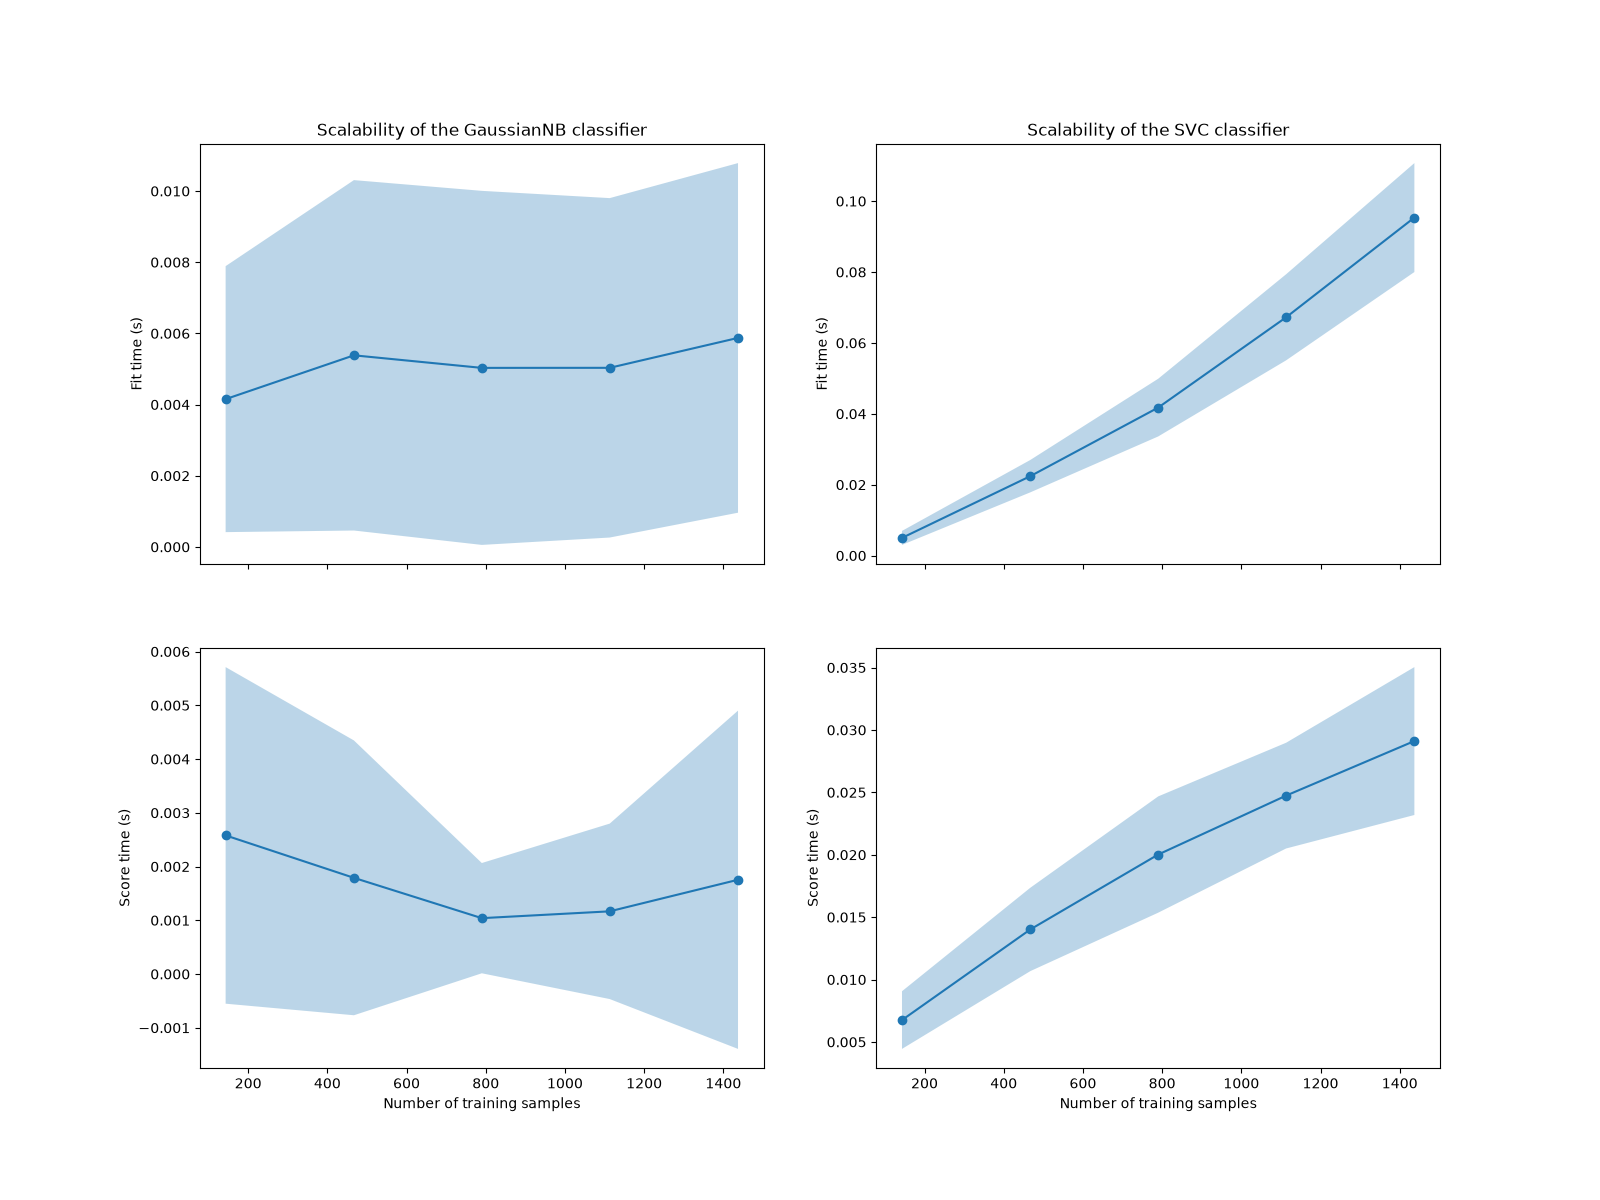 Scalability of the GaussianNB classifier
0.010
0.008
0.006
0.004
0.002
0.000
Fit time (s)
Scalability of the SVC classifier
0.10
0.08
0.06
0.04
0.02
0.00
Fit time (s)
0.006
0.005
0.004
0.003
0.002
0.001
0.000
−0.001
Score time (s)
200 400 600 800 1000 1200 1400
Number of training samples
0.035
0.030
0.025
0.020
0.015
0.010
0.005
Score time (s)
200 400 600 800 1000 1200 1400
Number of training samples